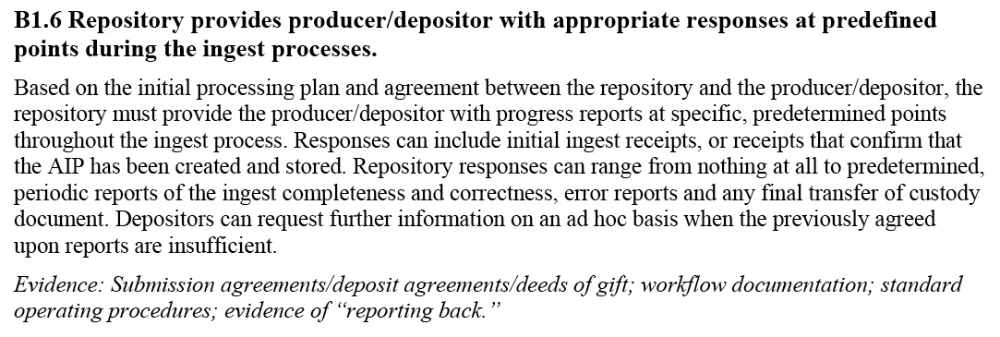 B1.6 Repository provides producer/depositor with appropriate responses at predefined
points during the ingest processes.
Based on the initial processing plan and agreement between the repository and the producer/depositor, the
repository must provide the producer/depositor with progress reports at specific, predetermined points
throughout the ingest process. Responses can include initial ingest receipts, or receipts that confirm that
the AIP has been created and stored. Repository responses can range from nothing at all to predetermined,
periodic reports of the ingest completeness and correctness, error reports and any final transfer of custody
document. Depositors can request further information on an ad hoc basis when the previously agreed
upon reports are insufficient.
Evidence: Submission agreements/deposit agreements/deeds of gift; workflow documentation; standard
operating procedures; evidence of “reporting back.”